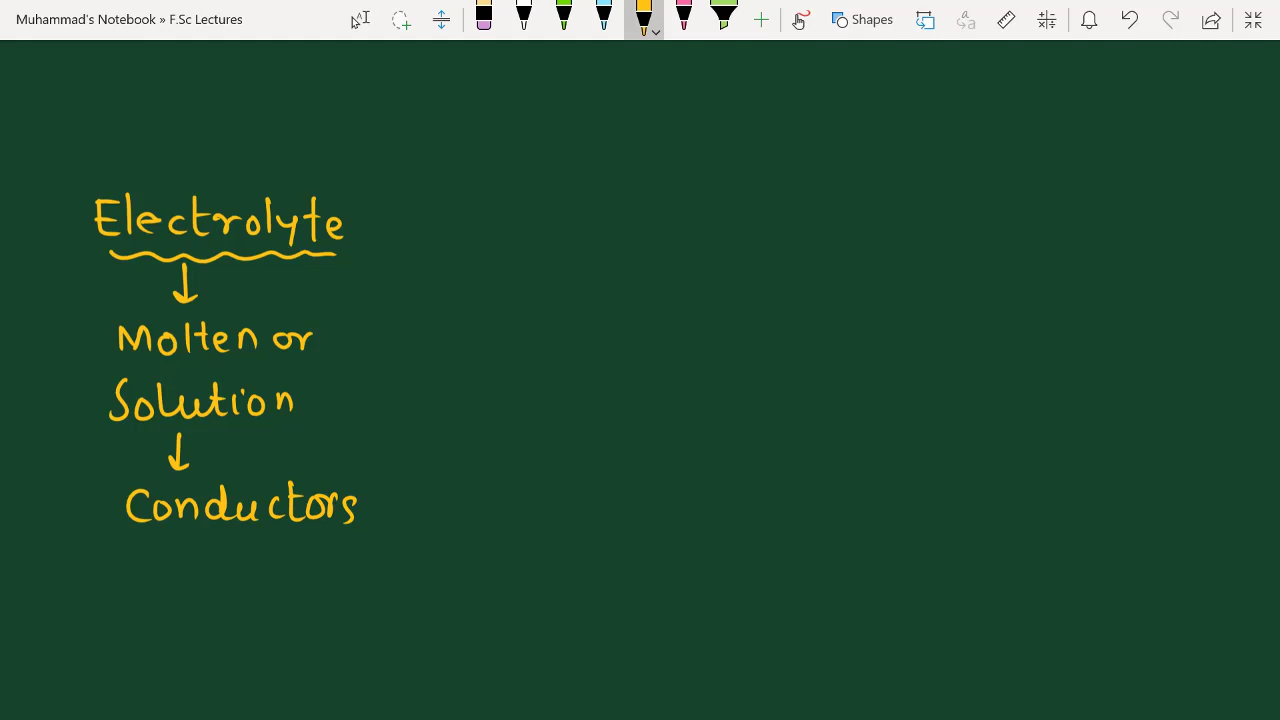 Muhammad's Notebook » F.Sc Lectures
Shapes
Electrolyte
Molten or
Solution
Conductors